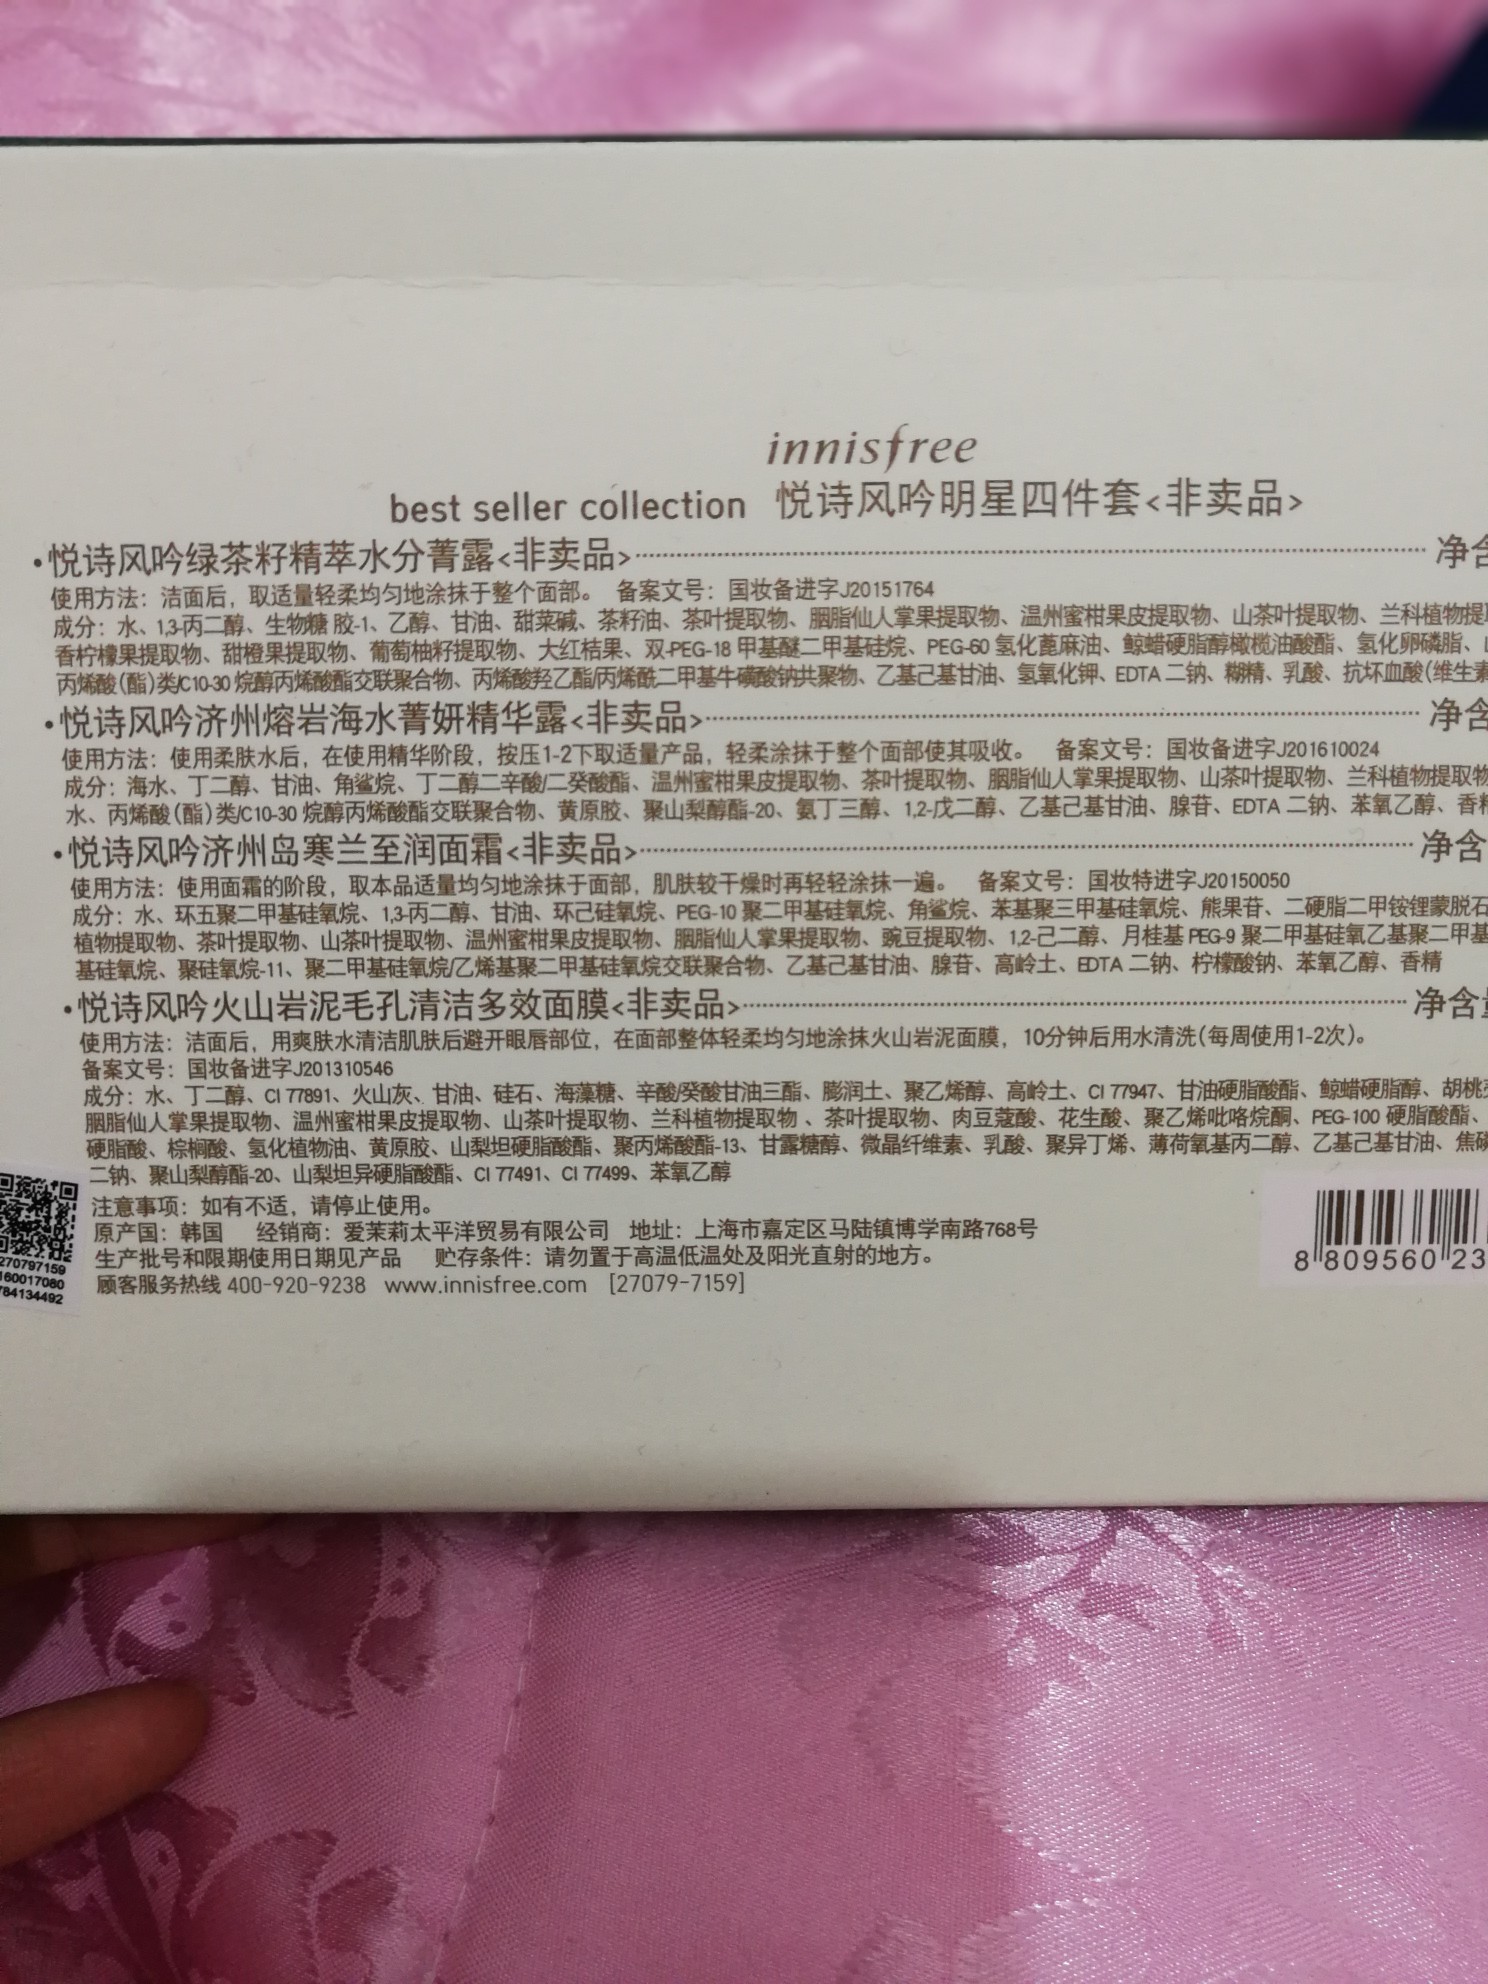 innisfree
best seller collection 悦诗风吟明星四件套<非卖品>
·悦诗风吟绿茶籽精萃水分菁露<非卖品>……净含
使用方法：洁面后，取适量轻柔均匀地涂抹于整个面部。 备案文号：国妆备进字J20151764
成分：水、1,3-丙二醇、生物糖 胶-1、乙醇、甘油、甜菜碱、茶籽油、茶叶提取物、胭脂仙人掌果提取物、温州蜜柑果皮提取物、山茶叶提取物、兰科植物提
香柠檬果提取物、甜橙果提取物、葡萄柚籽提取物、大红桔果、双-PEG-18 甲基醚二甲基硅烷、PEG-60 氢化蓖麻油、鲸蜡硬脂醇橄榄油酸酯、氢化卵磷脂、
丙烯酸(酯)类/C10-30 烷醇丙烯酸酯交联聚合物、丙烯酸羟乙酯/丙烯酰二甲基牛磺酸钠共聚物、乙基己基甘油、氢氧化钾、EDTA 二钠、糊精、乳酸、抗坏血酸(维生素
·悦诗风吟济州熔岩海水菁妍精华露<非卖品>……净含
使用方法：使用柔肤水后，在使用精华阶段，按压1-2下取适量产品，轻柔涂抹于整个面部使其吸收。 备案文号：国妆备进字J201610024
成分：海水、丁二醇、甘油、角鲨烷、丁二醇二辛酸/二癸酸酯、温州蜜柑果皮提取物、茶叶提取物、胭脂仙人掌果提取物、山茶叶提取物、兰科植物提取物
水、丙烯酸(酯)类/C10-30 烷醇丙烯酸酯交联聚合物、黄原胶、聚山梨醇酯-20、氨丁三醇、1,2-戊二醇、乙基己基甘油、腺苷、EDTA 二钠、苯氧乙醇、香精
·悦诗风吟济州岛寒兰至润面霜<非卖品>……净含
使用方法：使用面霜的阶段，取本品适量均匀地涂抹于面部，肌肤较干燥时再轻轻涂抹一遍。 备案文号：国妆特进字J20150050
成分：水、环五聚二甲基硅氧烷、1,3-丙二醇、甘油、环己硅氧烷、PEG-10 聚二甲基硅氧烷、角鲨烷、苯基聚三甲基硅氧烷、熊果苷、二硬脂二甲铵锂蒙脱石
植物提取物、茶叶提取物、山茶叶提取物、温州蜜柑果皮提取物、胭脂仙人掌果提取物、豌豆提取物、1,2-己二醇、月桂基 PEG-9 聚二甲基硅氧乙基聚二甲基
基硅氧烷、聚硅氧烷-11、聚二甲基硅氧烷/乙烯基聚二甲基硅氧烷交联聚合物、乙基己基甘油、腺苷、高岭土、EDTA 二钠、柠檬酸钠、苯氧乙醇、香精
·悦诗风吟火山岩泥毛孔清洁多效面膜<非卖品>……净含量
使用方法：洁面后，用爽肤水清洁肌肤后避开眼唇部位，在面部整体轻柔均匀地涂抹火山岩泥面膜，10分钟后用水清洗(每周使用1-2次)。
备案文号：国妆备进字J201310546
成分：水、丁二醇、CI 77891、火山灰、甘油、硅石、海藻糖、辛酸/癸酸甘油三酯、膨润土、聚乙烯醇、高岭土、CI 77947、甘油硬脂酸酯、鲸蜡硬脂醇、胡桃
胭脂仙人掌果提取物、温州蜜柑果皮提取物、山茶叶提取物、兰科植物提取物 、茶叶提取物、肉豆蔻酸、花生酸、聚乙烯吡咯烷酮、PEG-100 硬脂酸酯、
硬脂酸、棕榈酸、氢化植物油、黄原胶、山梨坦硬脂酸酯、聚丙烯酸酯-13、甘露糖醇、微晶纤维素、乳酸、聚异丁烯、薄荷氧基丙二醇、乙基己基甘油、焦
二钠、聚山梨醇酯-20、山梨坦异硬脂酸酯、CI 77491、CI 77499、苯氧乙醇
注意事项：如有不适，请停止使用。
原产国：韩国 经销商：爱茉莉太平洋贸易有限公司 地址：上海市嘉定区马陆镇博学南路768号
生产批号和限期使用日期见产品 贮存条件：请勿置于高温低温处及阳光直射的地方。
顾客服务热线 400-920-9238 www.innisfree.com [27079-7159]
270797159
160017080
784134492
8 809560 23